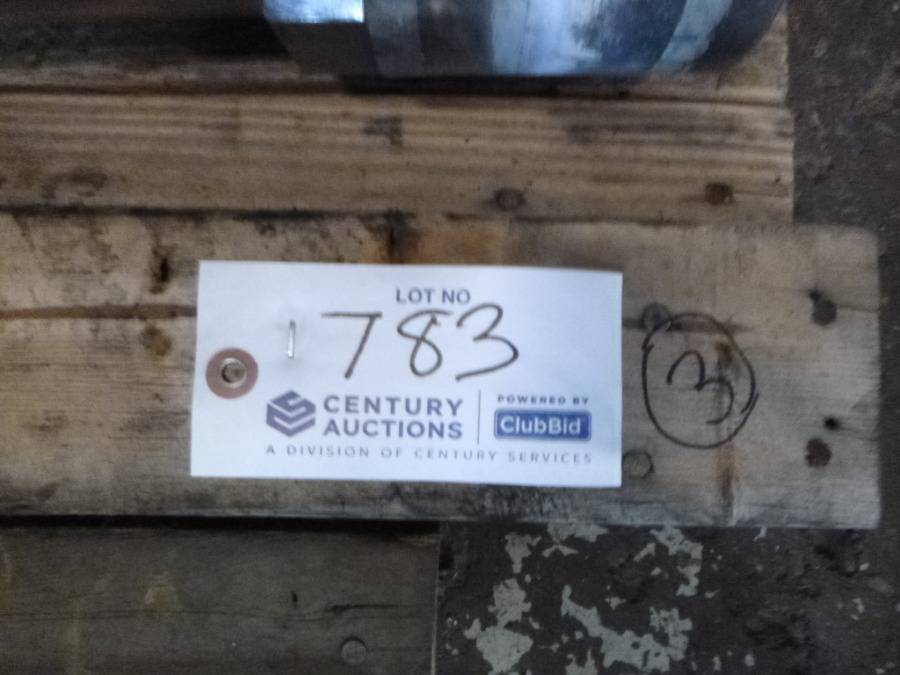 LOT NO
783
CENTURY
AUCTIONS
POWERED BY
ClubBid
A DIVISION OF CENTURY SERVICES
3